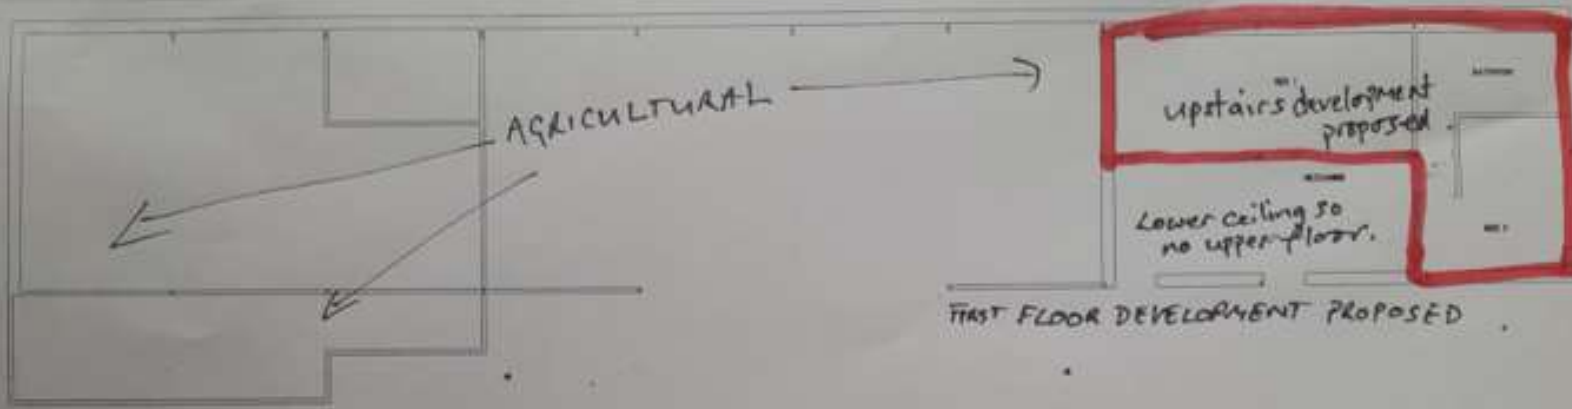 AGRICULTURAL
upstairs development
proposed
Lower ceiling so
no upper floor.
FIRST FLOOR DEVELOPMENT PROPOSED